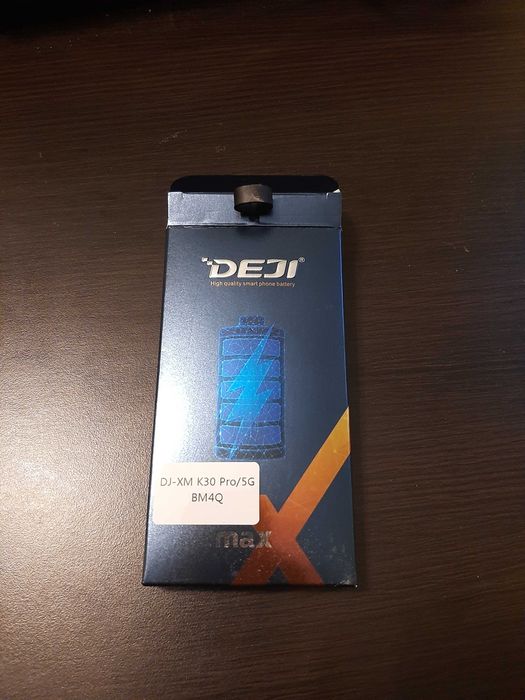 DEJI®
High quality smart phone battery
DJ-XM K30 Pro/5G
BM4Q
max